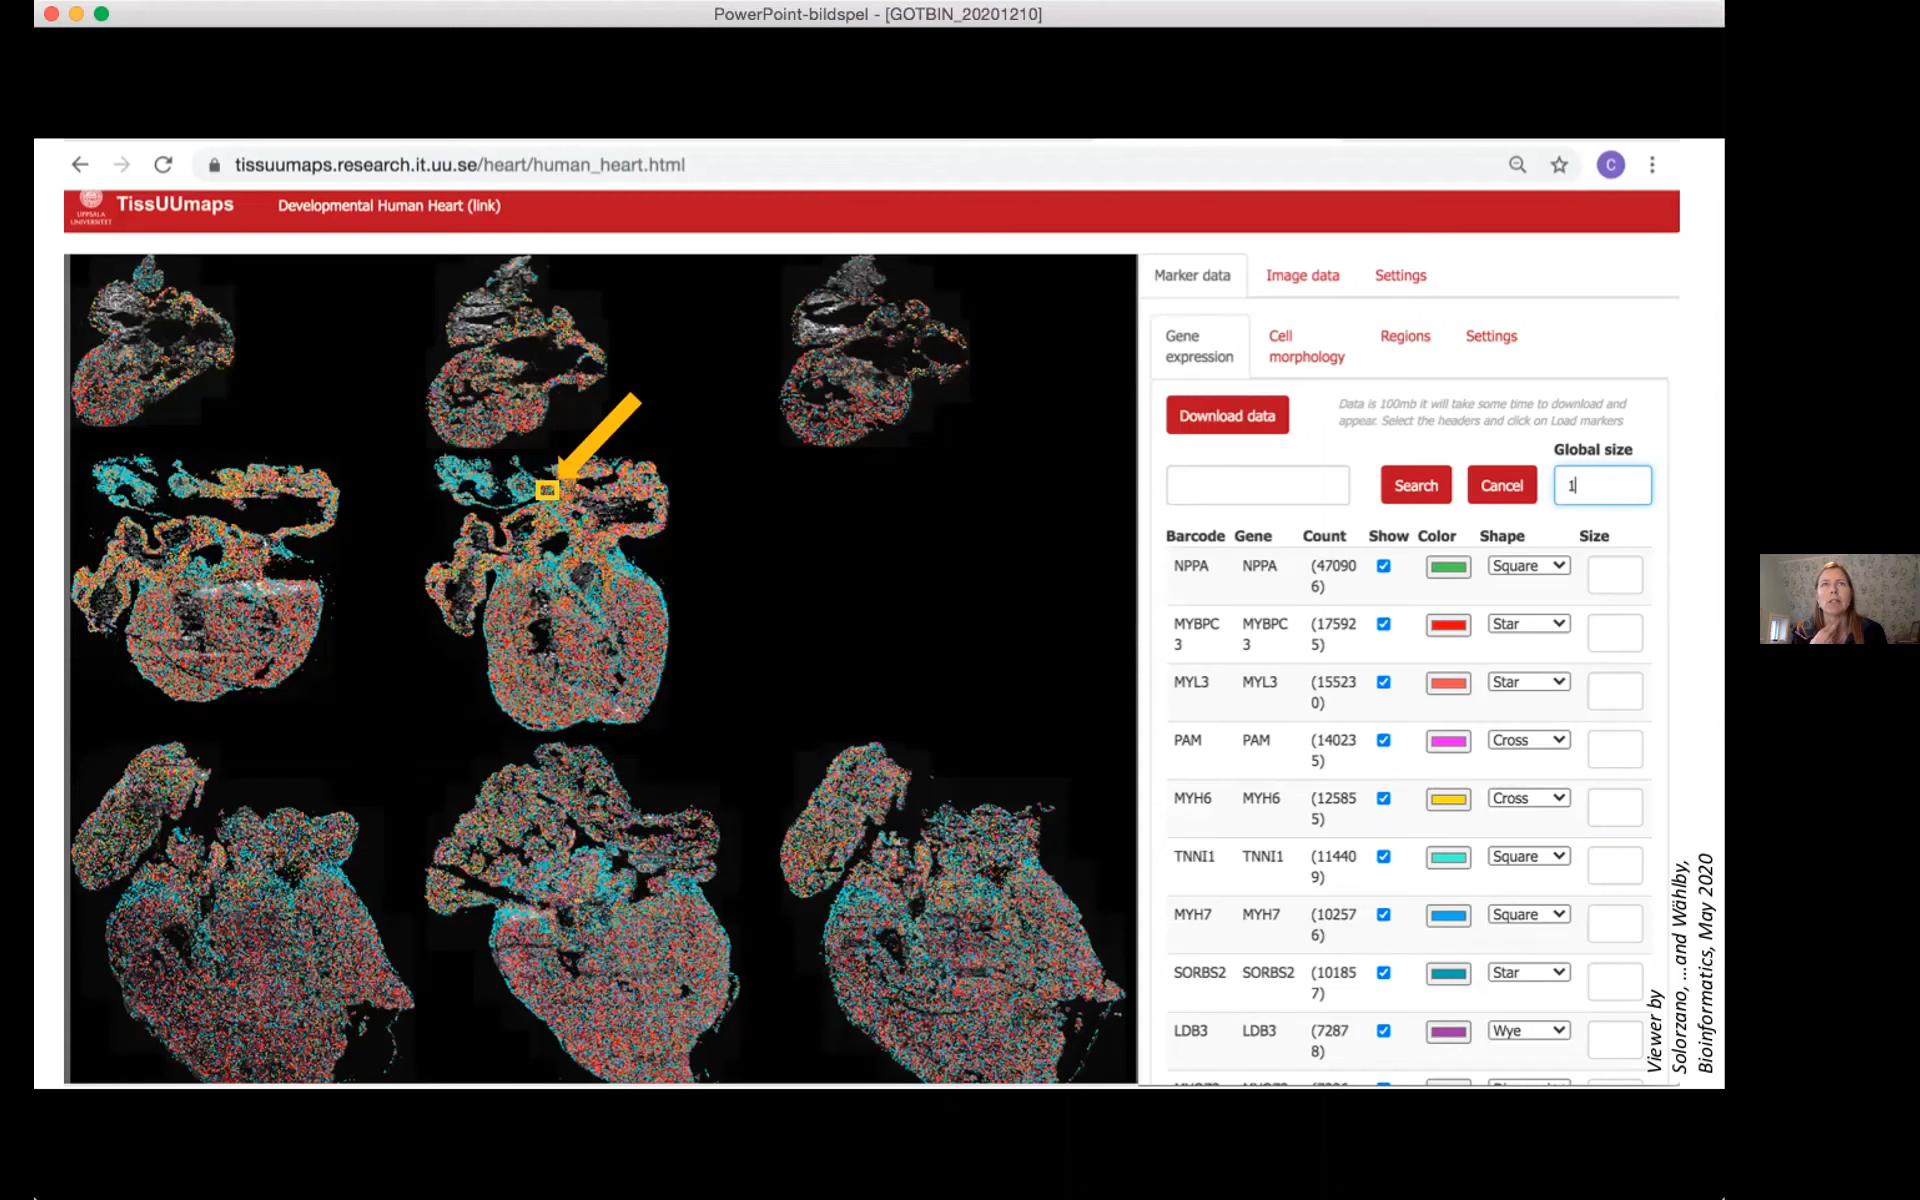 PowerPoint-bildspel - [GOTBIN_20201210]
tissuumaps.research.it.uu.se/heart/human_heart.html
C
UPPSALA
UNIVERSITET
TissUUmaps
Developmental Human Heart (link)
Marker data Image data Settings
Gene expression Cell morphology Regions Settings
Download data
Data is 100mb it will take some time to download and
appear. Select the headers and click on Load markers
Global size
Search Cancel 1
Barcode Gene Count Show Color Shape Size
NPPA NPPA (47090 Square
6)
MYBPC MYBPC (17592 Star
3 3 5)
MYL3 MYL3 (15523 Star
0)
PAM PAM (14023 Cross
5)
MYH6 MYH6 (12585 Cross
5)
TNNI1 TNNI1 (11440 Square
9)
MYH7 MYH7 (10257 Square
6)
SORBS2 SORBS2 (10185 Star
7)
LDB3 LDB3 (7287 Wye
8)
Viewer by
Solorzano, ...and Wählby,
Bioinformatics, May 2020